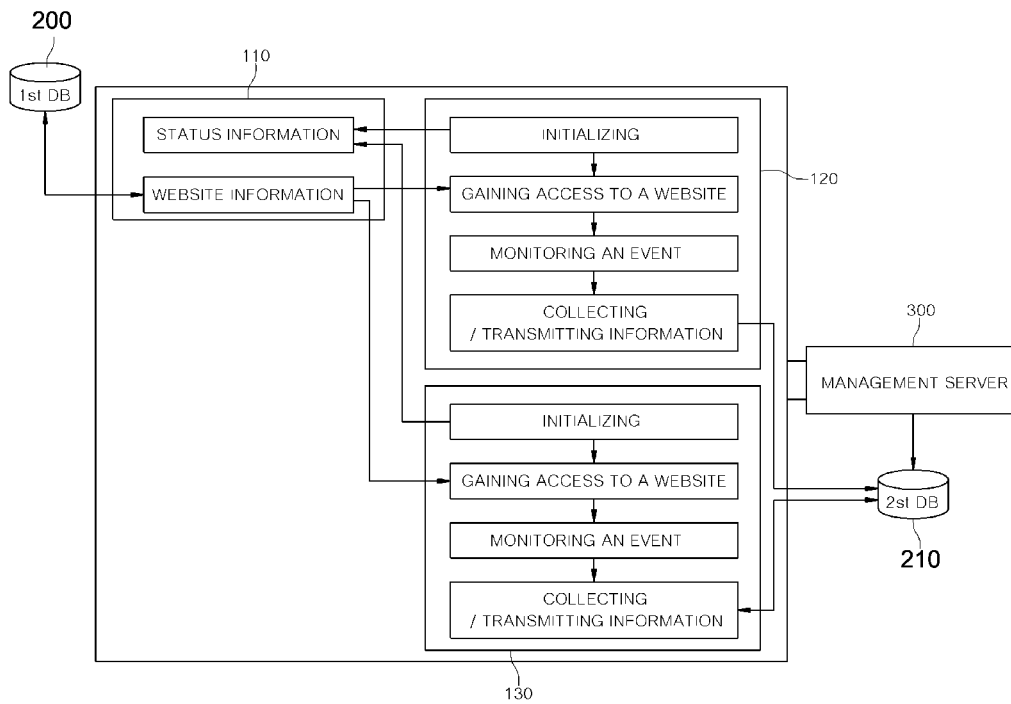 200
1st DB
110
STATUS INFORMATION
WEBSITE INFORMATION
INITIALIZING
GAINING ACCESS TO A WEBSITE
MONITORING AN EVENT
COLLECTING
/ TRANSMITTING INFORMATION
120
INITIALIZING
GAINING ACCESS TO A WEBSITE
MONITORING AN EVENT
COLLECTING
/ TRANSMITTING INFORMATION
130
300
MANAGEMENT SERVER
2st DB
210